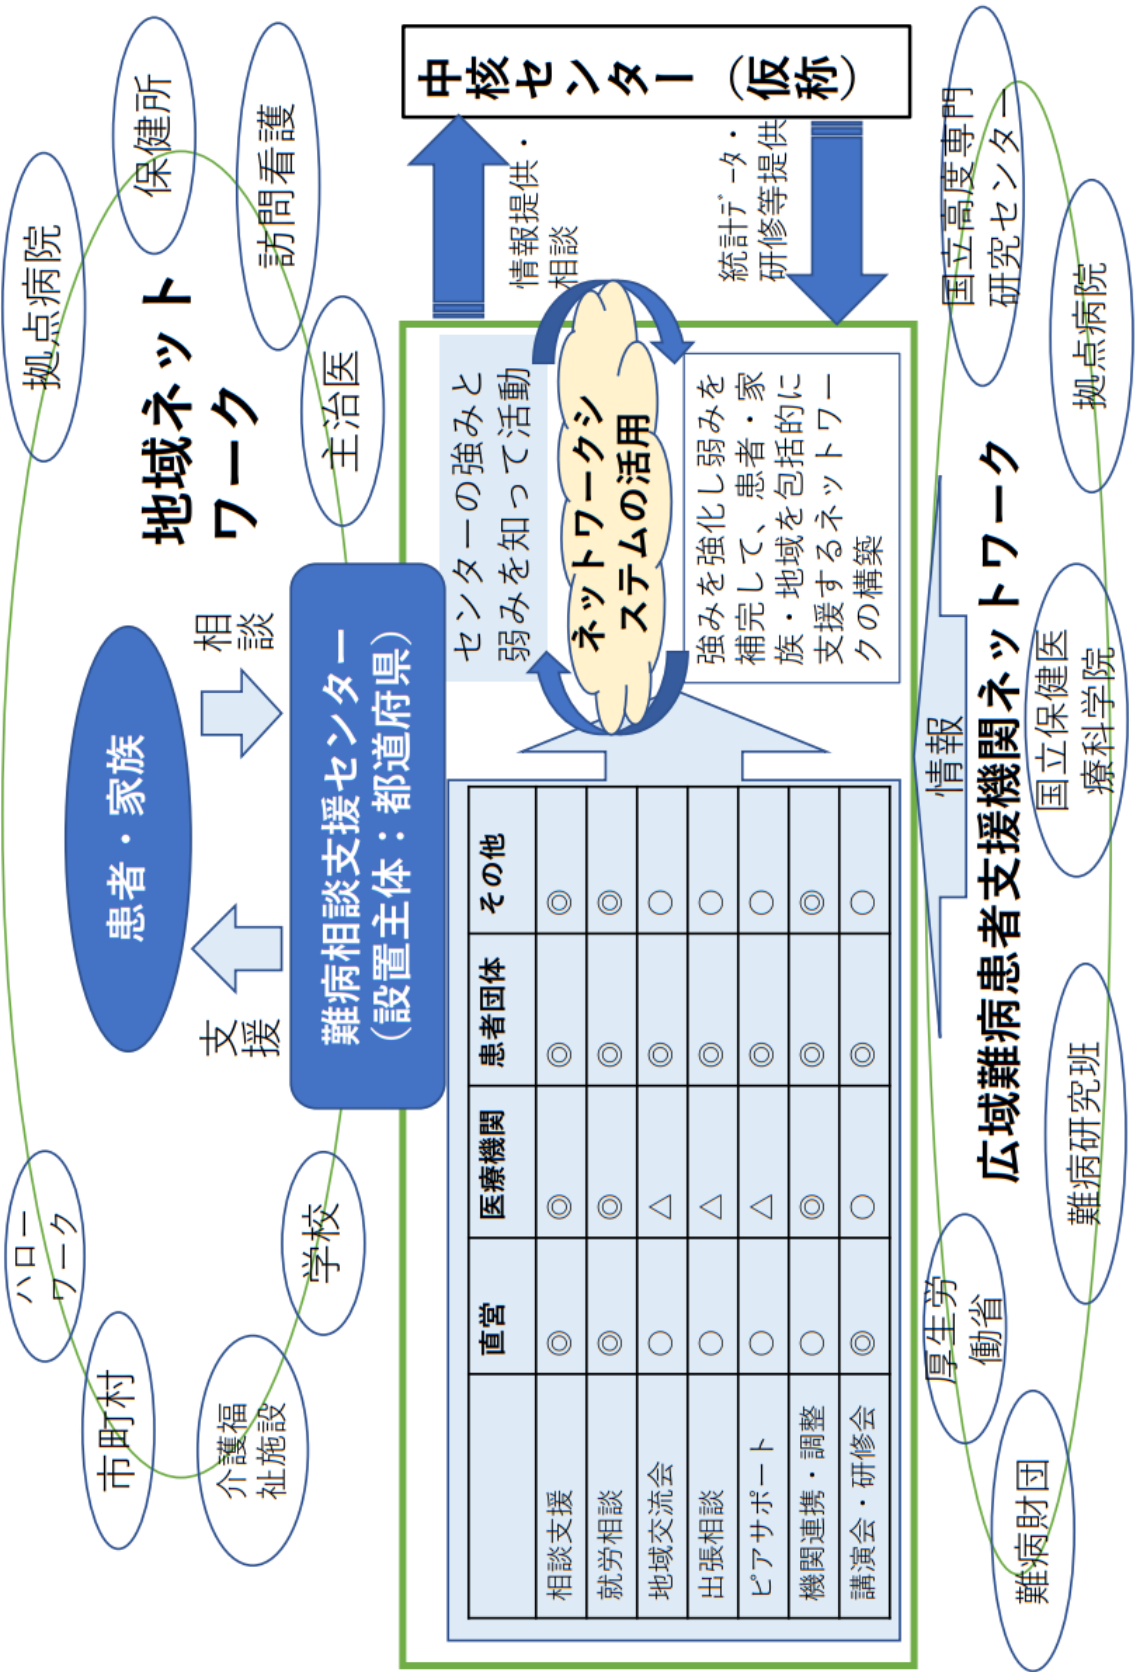 拠点病院
保健所
訪問看護
主治医
地域ネット
ワーク
患者・家族
相
談
支
援
ハロー
ワーク
市町村
介護福
祉施設
学校
難病相談支援センター
（設置主体：都道府県）
直営 医療機関 患者団体 その他
相談支援 ◎ ◎ ◎ ◎
就労相談 ◎ ◎ ◎ ◎
地域交流会 ○ △ ◎ ○
出張相談 ○ △ ◎ ○
ピアサポート ○ △ ◎ ○
機関連携・調整 ○ ◎ ◎ ◎
講演会・研修会 ◎ ○ ◎ ○
センターの強みと
弱みを知って活動
ネットワークシ
ステムの活用
強みを強化し弱みを
補完して、患者・家
族・地域を包括的に
支援するネットワー
クの構築
中核センター（仮称）
情報提供・
相談
統計ﾃﾞｰﾀ・
研修等提供
情報
広域難病患者支援機関ネットワーク
難病財団
厚生労
働省
難病研究班
国立保健医
療科学院
拠点病院
国立高度専門
研究センター